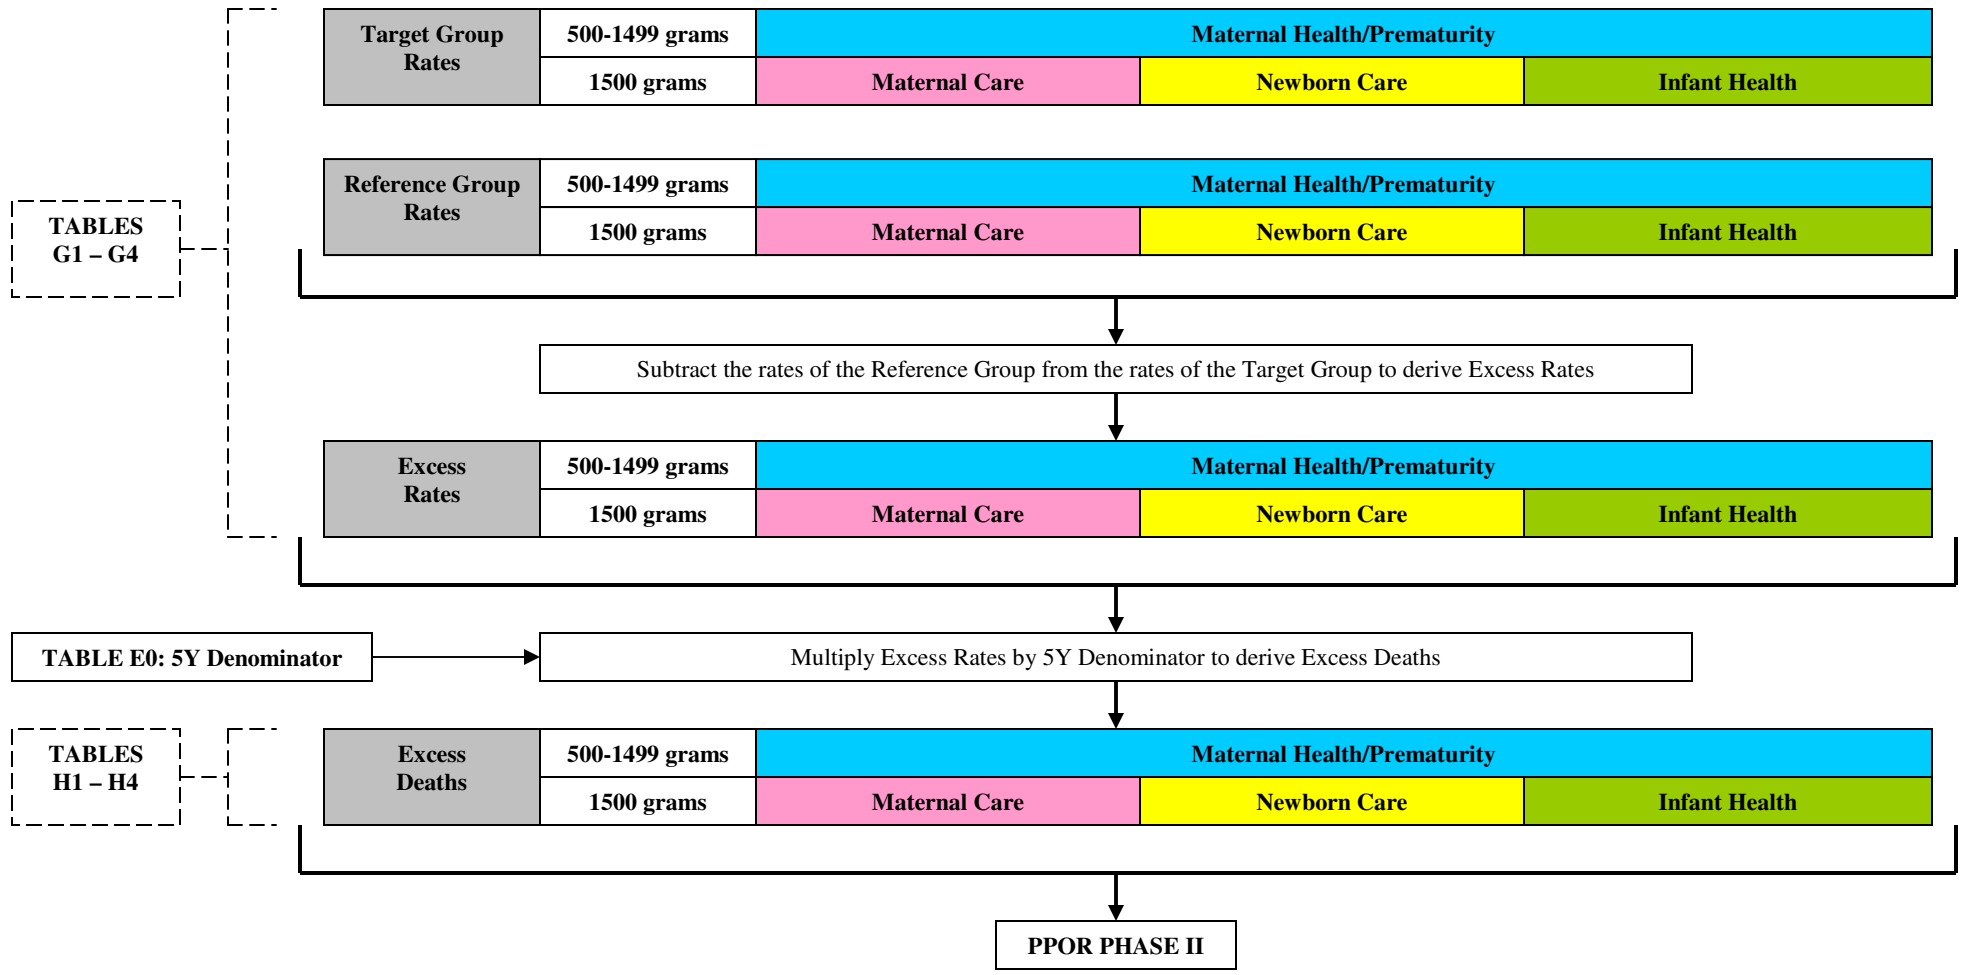 Target Group
Rates
500-1499 grams
Maternal Health/Prematurity
1500 grams
Maternal Care
Newborn Care
Infant Health
TABLES
G1 – G4
Reference Group
Rates
500-1499 grams
Maternal Health/Prematurity
1500 grams
Maternal Care
Newborn Care
Infant Health
Subtract the rates of the Reference Group from the rates of the Target Group to derive Excess Rates
Excess
Rates
500-1499 grams
Maternal Health/Prematurity
1500 grams
Maternal Care
Newborn Care
Infant Health
TABLE E0: 5Y Denominator
Multiply Excess Rates by 5Y Denominator to derive Excess Deaths
TABLES
H1 – H4
Excess
Deaths
500-1499 grams
Maternal Health/Prematurity
1500 grams
Maternal Care
Newborn Care
Infant Health
PPOR PHASE II